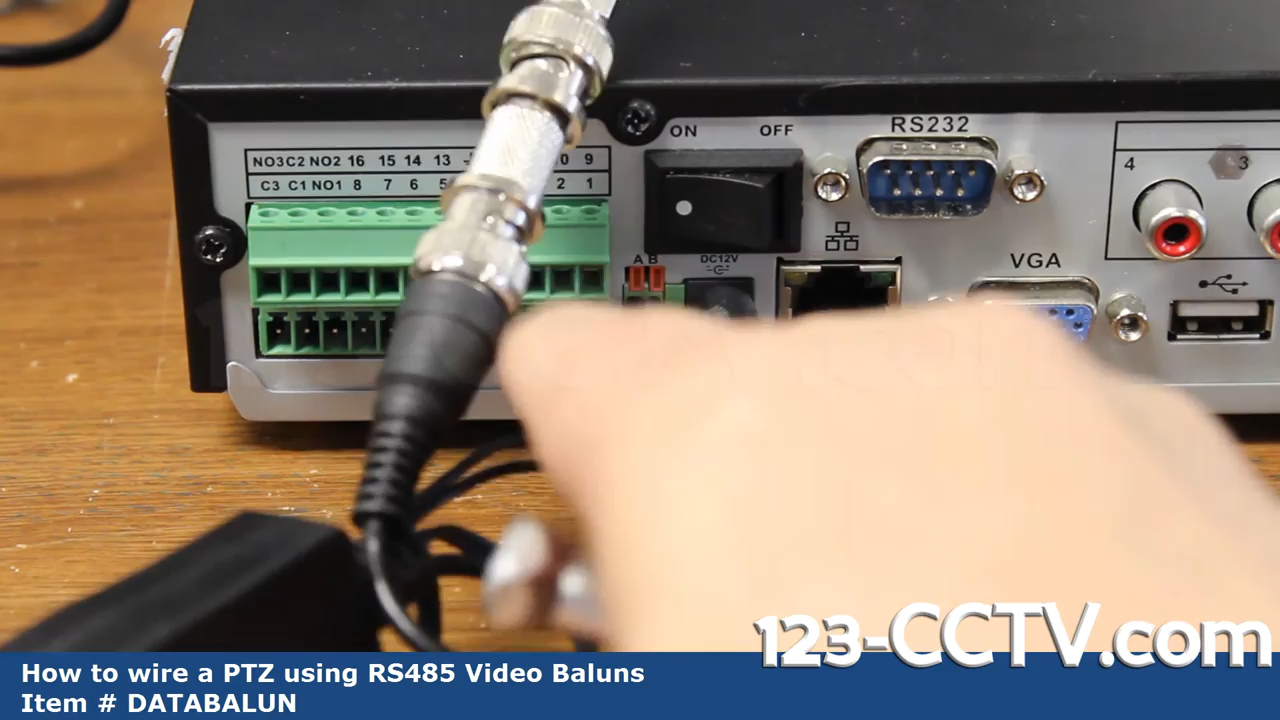 ON OFF RS232
NO3 C2 NO2 16 15 14 13 9
C3 C1 NO1 8 7 6 2 1
4 3
A B DC12V
VGA
123-CCTV.com
How to wire a PTZ using RS485 Video Baluns
Item # DATABALUN